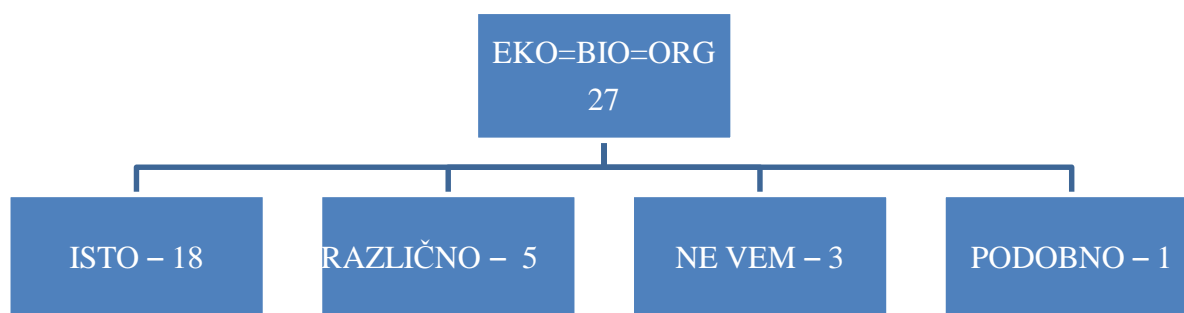 EKO=BIO=ORG
27
ISTO – 18
RAZLIČNO – 5
NE VEM – 3
PODOBNO – 1